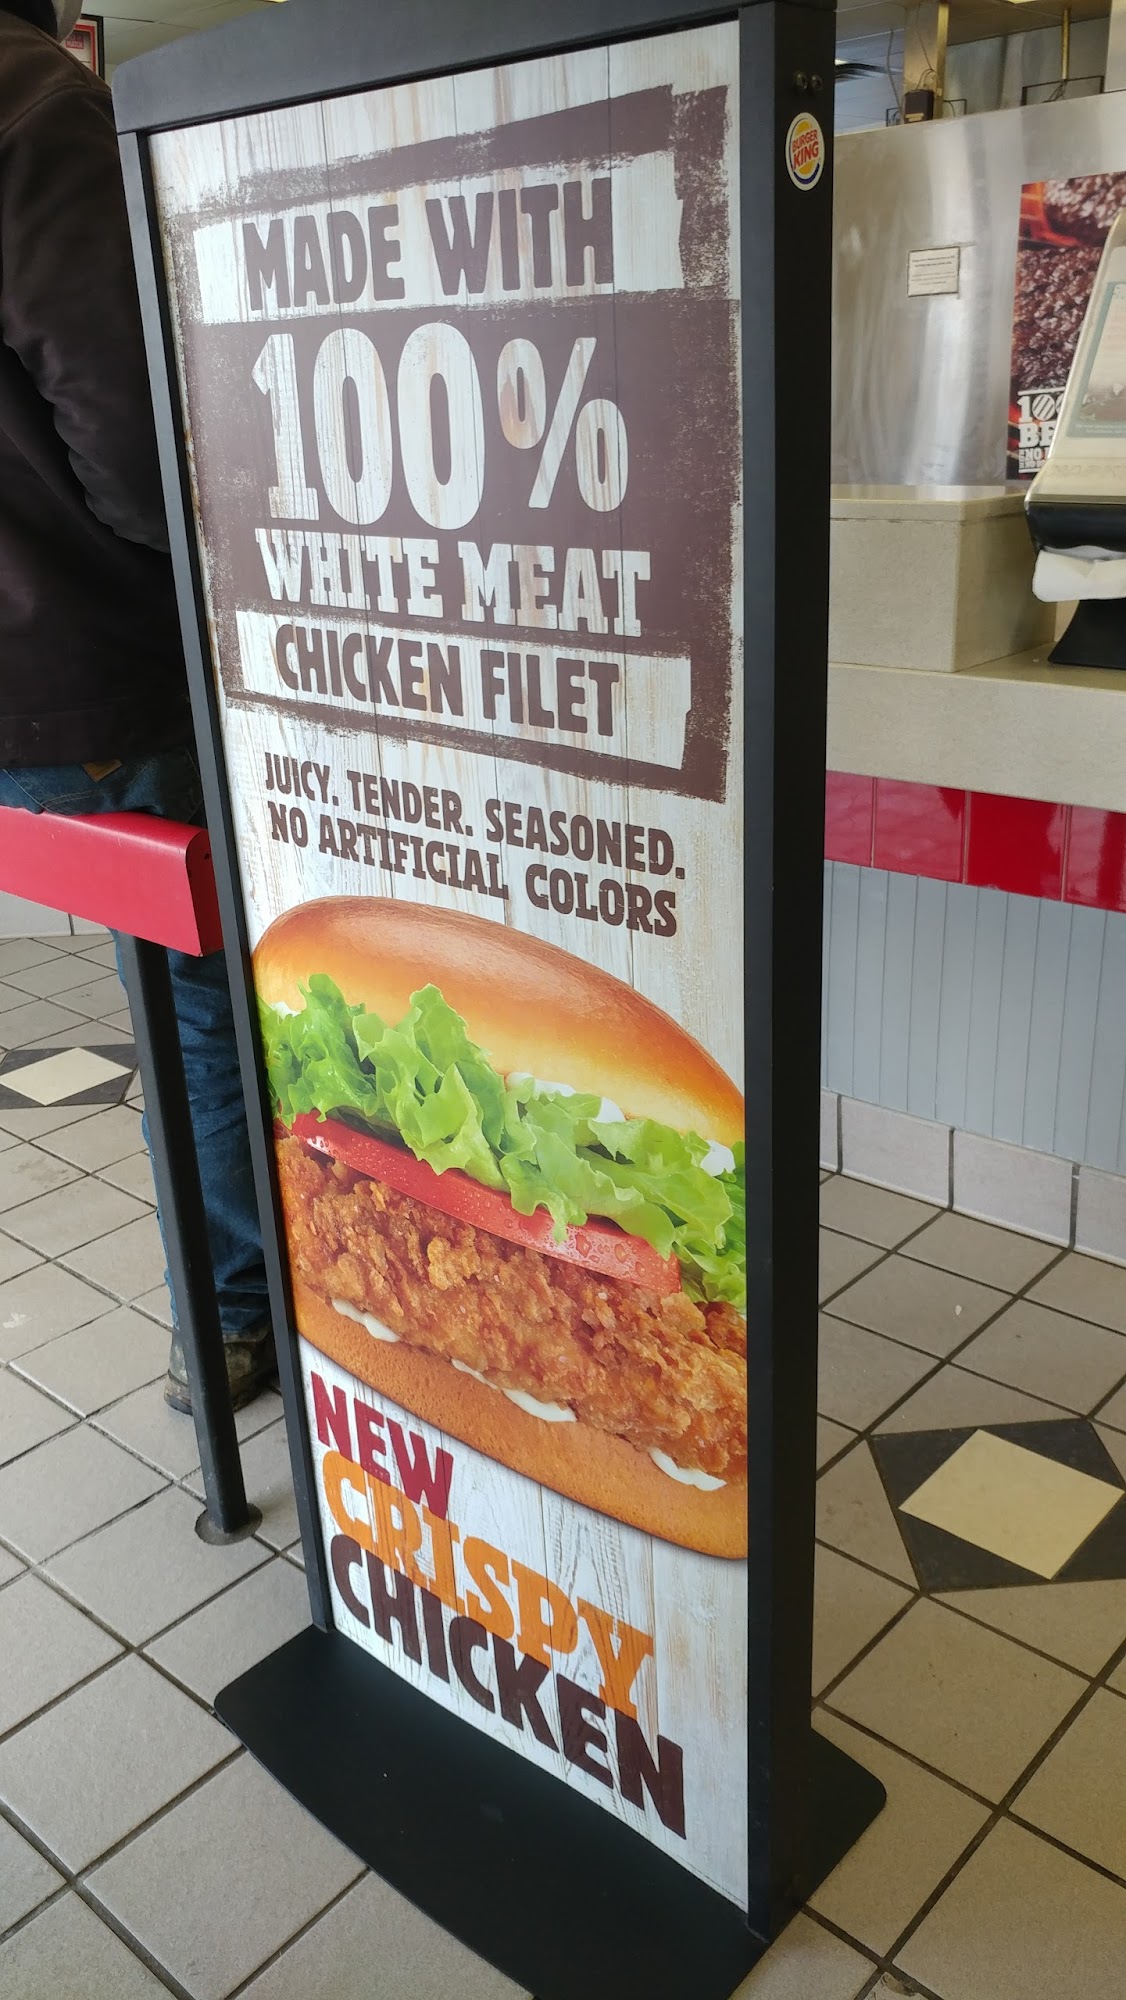 MADE WITH
100%
WHITE MEAT
CHICKEN FILET
JUICY. TENDER. SEASONED.
NO ARTIFICIAL COLORS
NEW
CRISPY
CHICKEN
BURGER
KING